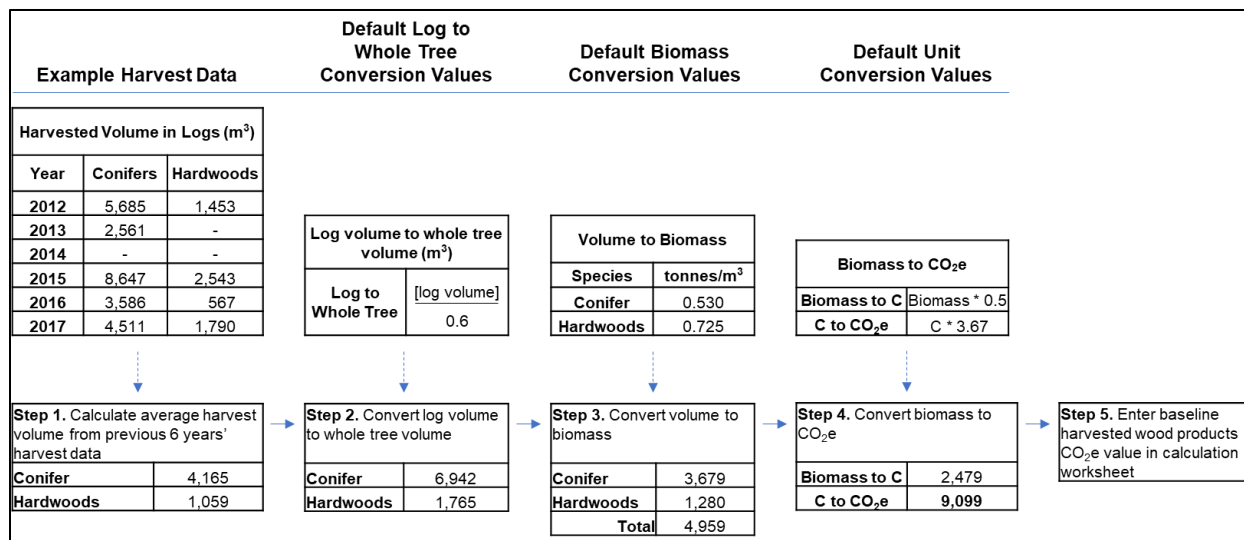 Example Harvest Data
Default Log to
Whole Tree
Conversion Values
Default Biomass
Conversion Values
Default Unit
Conversion Values
Harvested Volume in Logs (m³)
Year Conifers Hardwoods
2012 5,685 1,453
2013 2,561 -
2014 - -
2015 8,647 2,543
2016 3,586 567
2017 4,511 1,790
Log volume to whole tree
volume (m³)
Log to
Whole Tree
[log volume]
0.6
Volume to Biomass
Species tonnes/m³
Conifer 0.530
Hardwoods 0.725
Biomass to CO₂e
Biomass to C Biomass * 0.5
C to CO₂e C * 3.67
Step 1. Calculate average harvest
volume from previous 6 years’
harvest data
Conifer 4,165
Hardwoods 1,059
Step 2. Convert log volume
to whole tree volume
Conifer 6,942
Hardwoods 1,765
Step 3. Convert volume to
biomass
Conifer 3,679
Hardwoods 1,280
Total 4,959
Step 4. Convert biomass to
CO₂e
Biomass to C 2,479
C to CO₂e 9,099
Step 5. Enter baseline
harvested wood products
CO₂e value in calculation
worksheet